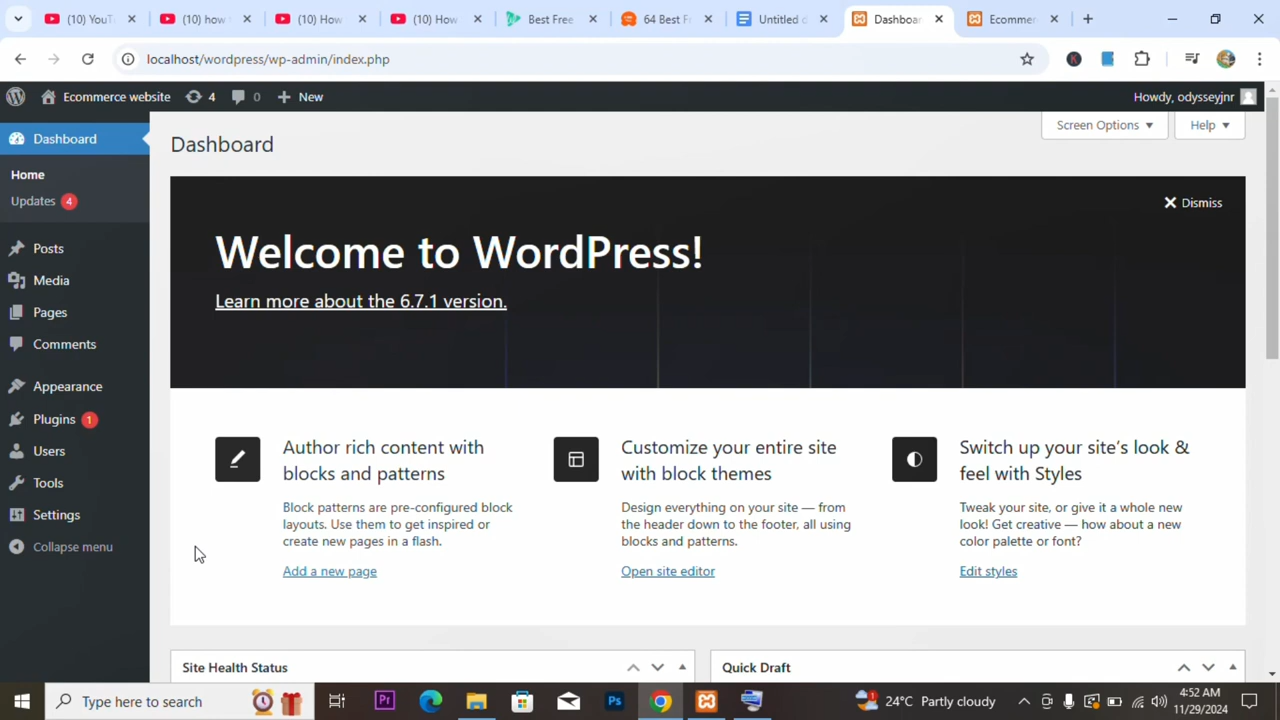 (10) YouT
(10) how
(10) How
(10) How
Best Free
64 Best F
Untitled d
Dashboar
Ecommer
localhost/wordpress/wp-admin/index.php
Ecommerce website
4
0
New
Howdy, odysseyjnr
Dashboard
Home
Updates 4
Posts
Media
Pages
Comments
Appearance
Plugins 1
Users
Tools
Settings
Collapse menu
Dashboard
Screen Options
Help
Dismiss
Welcome to WordPress!
Learn more about the 6.7.1 version.
Author rich content with
blocks and patterns
Block patterns are pre-configured block
layouts. Use them to get inspired or
create new pages in a flash.
Add a new page
Customize your entire site
with block themes
Design everything on your site — from
the header down to the footer, all using
blocks and patterns.
Open site editor
Switch up your site's look &
feel with Styles
Tweak your site, or give it a whole new
look! Get creative — how about a new
color palette or font?
Edit styles
Site Health Status
Quick Draft
Type here to search
Pr
Ps
1
24°C Partly cloudy
4:52 AM
11/29/2024